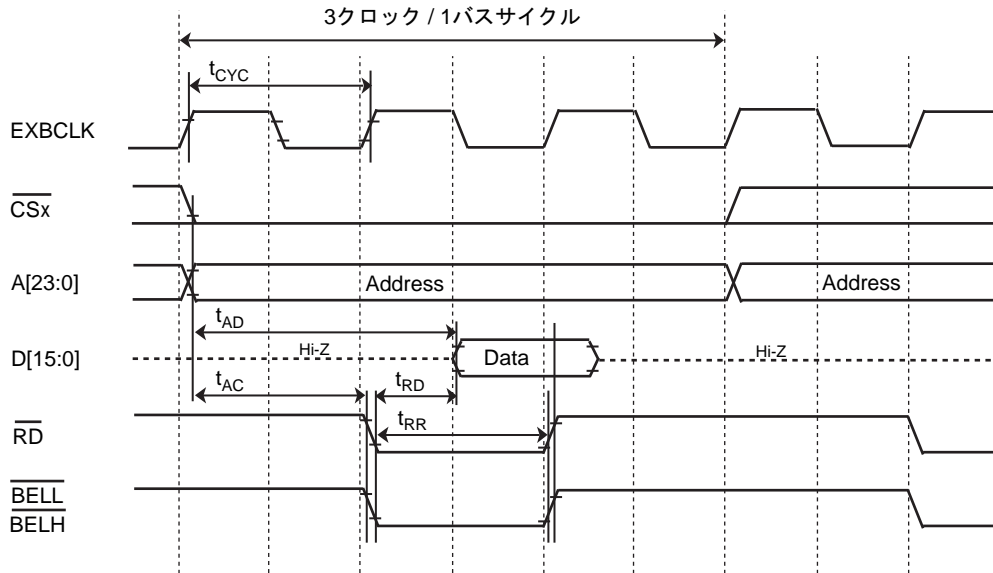 3クロック / 1バスサイクル
tCYC
EXBCLK
CSx
A[23:0] Address Address
tAD
D[15:0] Hi-Z Data Hi-Z
tAC tRD
tRR
RD
BELL
BELH